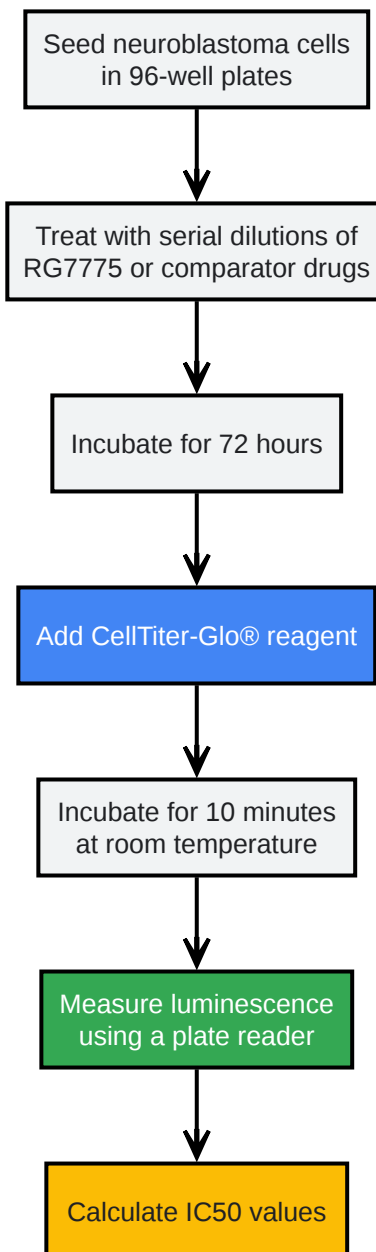 Seed neuroblastoma cells
in 96-well plates
Treat with serial dilutions of
RG7775 or comparator drugs
Incubate for 72 hours
Add CellTiter-Glo® reagent
Incubate for 10 minutes
at room temperature
Measure luminescence
using a plate reader
Calculate IC50 values